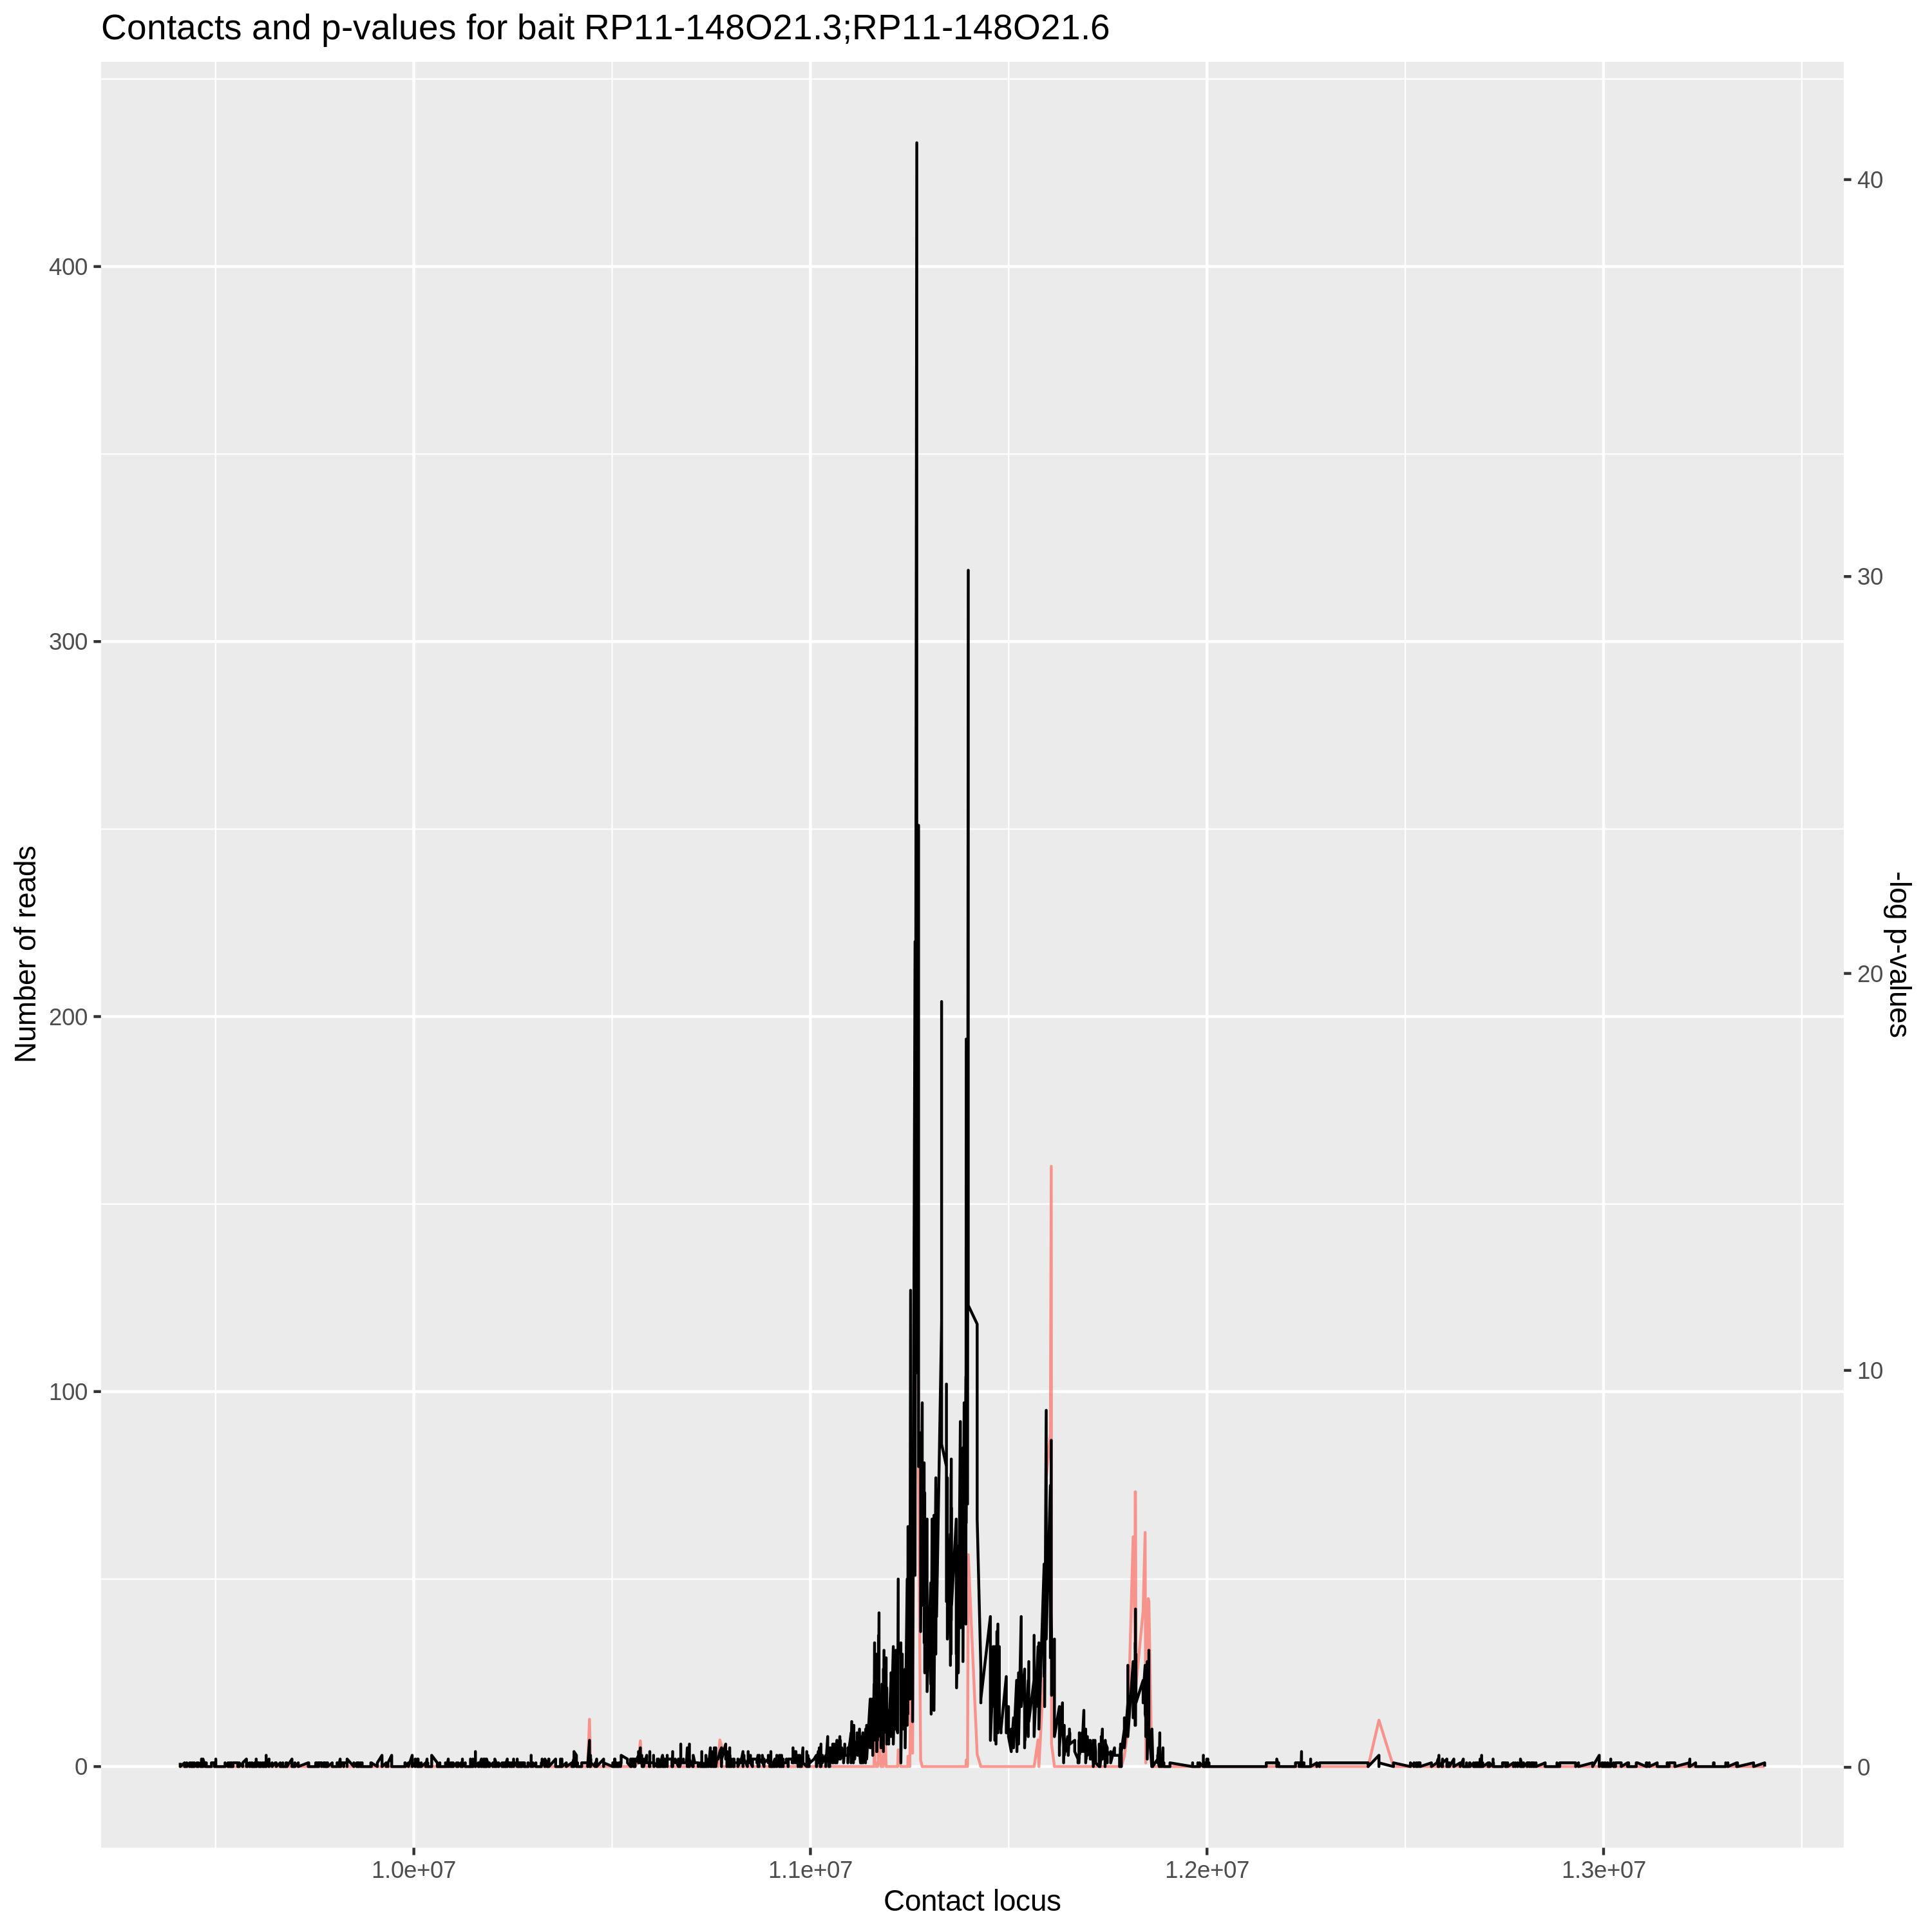 Contacts and p-values for bait RP11-148O21.3;RP11-148O21.6
Number of reads
400
300
200
100
0
40
30
20
10
0
-log p-values
1.0e+07
1.1e+07
1.2e+07
1.3e+07
Contact locus